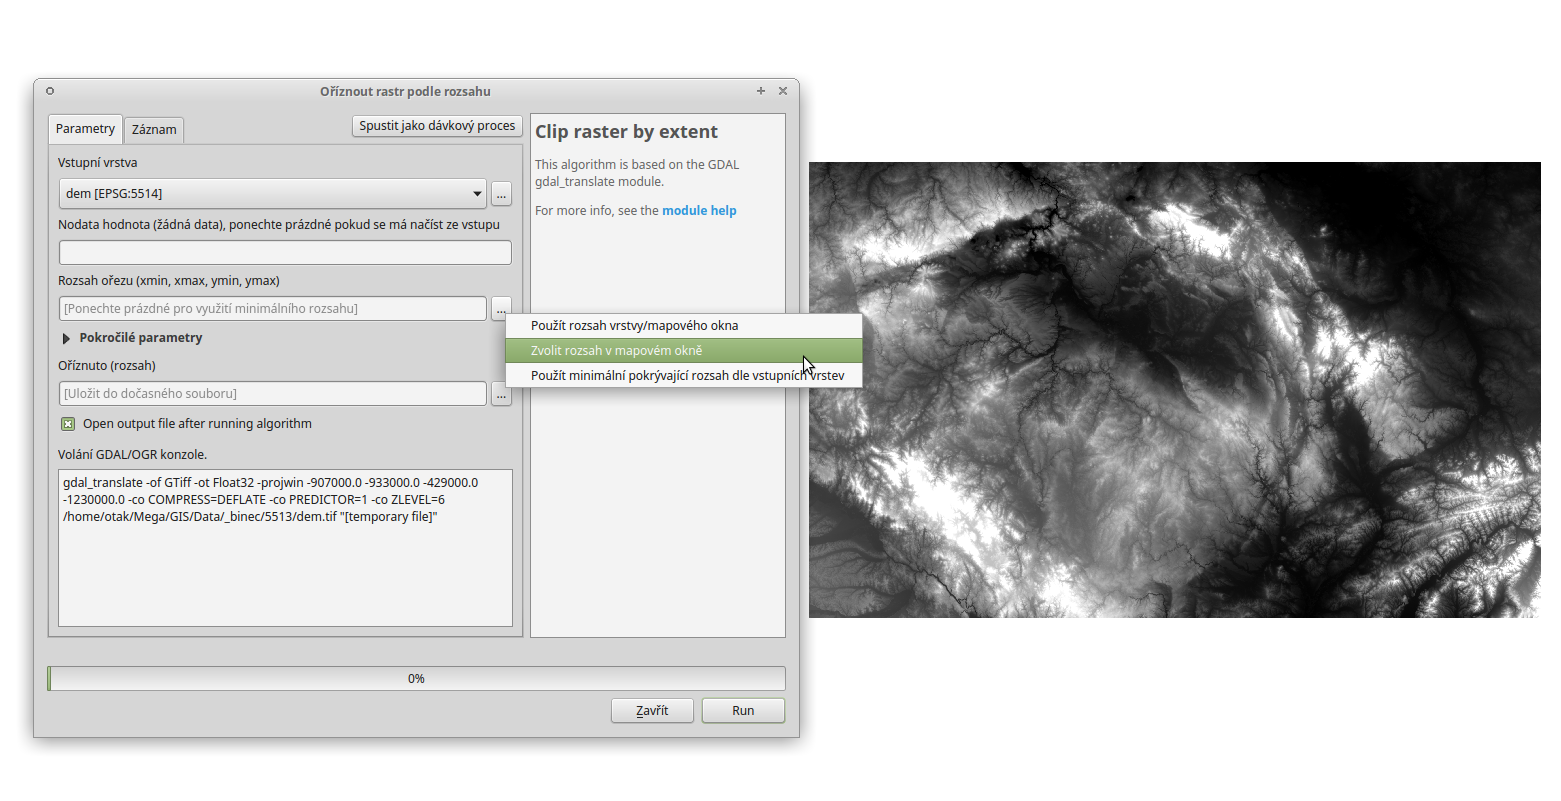 Oříznout rastr podle rozsahu
Parametry
Záznam
Spustit jako dávkový proces
Vstupní vrstva
dem [EPSG:5514]
...
Nodata hodnota (žádná data), ponechte prázdné pokud se má načíst ze vstupu
Rozsah ořezu (xmin, xmax, ymin, ymax)
[Ponechte prázdné pro využití minimálního rozsahu]
...
Pokročilé parametry
Oříznuto (rozsah)
[Uložit do dočasného souboru]
...
Open output file after running algorithm
Volání GDAL/OGR konzole.
gdal_translate -of GTiff -ot Float32 -projwin -907000.0 -933000.0 -429000.0
-1230000.0 -co COMPRESS=DEFLATE -co PREDICTOR=1 -co ZLEVEL=6
/home/otak/Mega/GIS/Data/_binec/5513/dem.tif "[temporary file]"
Clip raster by extent
This algorithm is based on the GDAL
gdal_translate module.
For more info, see the module help
Použít rozsah vrstvy/mapového okna
Zvolit rozsah v mapovém okně
Použít minimální pokrývající rozsah dle vstupních vrstev
0%
Zavřít
Run